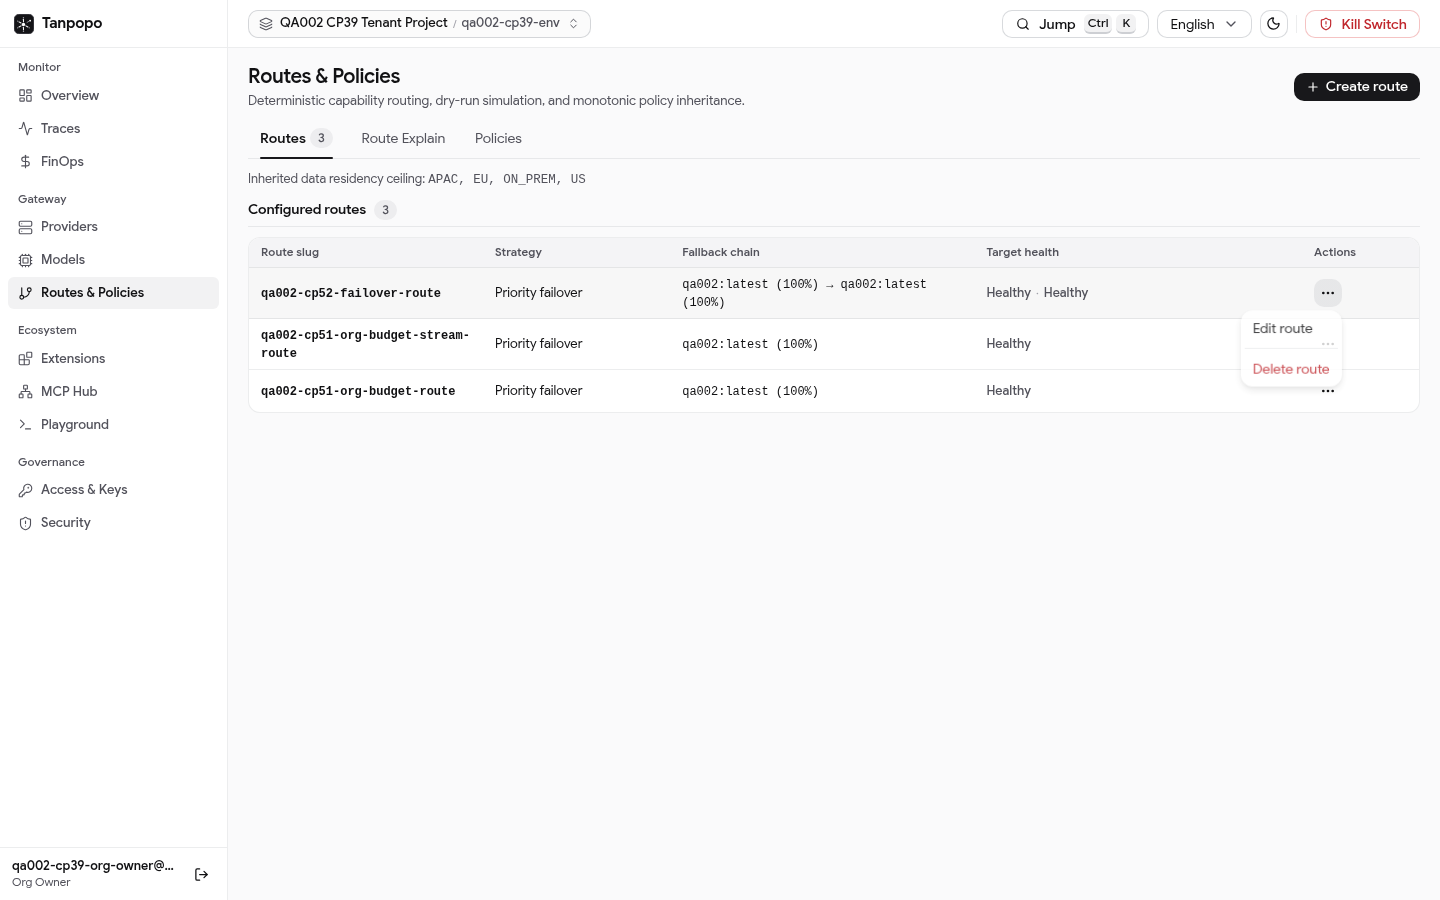 Tanpopo
QA002 CP39 Tenant Project / qa002-cp39-env
Jump Ctrl K
English
Kill Switch
Monitor
Overview
Traces
FinOps
Gateway
Providers
Models
Routes & Policies
Ecosystem
Extensions
MCP Hub
Playground
Governance
Access & Keys
Security
qa002-cp39-org-owner@...
Org Owner
Routes & Policies
Deterministic capability routing, dry-run simulation, and monotonic policy inheritance.
+ Create route
Routes 3 Route Explain Policies
Inherited data residency ceiling: APAC, EU, ON_PREM, US
Configured routes 3
Route slug Strategy Fallback chain Target health Actions
qa002-cp52-failover-route Priority failover qa002:latest (100%) → qa002:latest
(100%) Healthy · Healthy
qa002-cp51-org-budget-stream-
route Priority failover qa002:latest (100%) Healthy
qa002-cp51-org-budget-route Priority failover qa002:latest (100%) Healthy
Edit route
Delete route